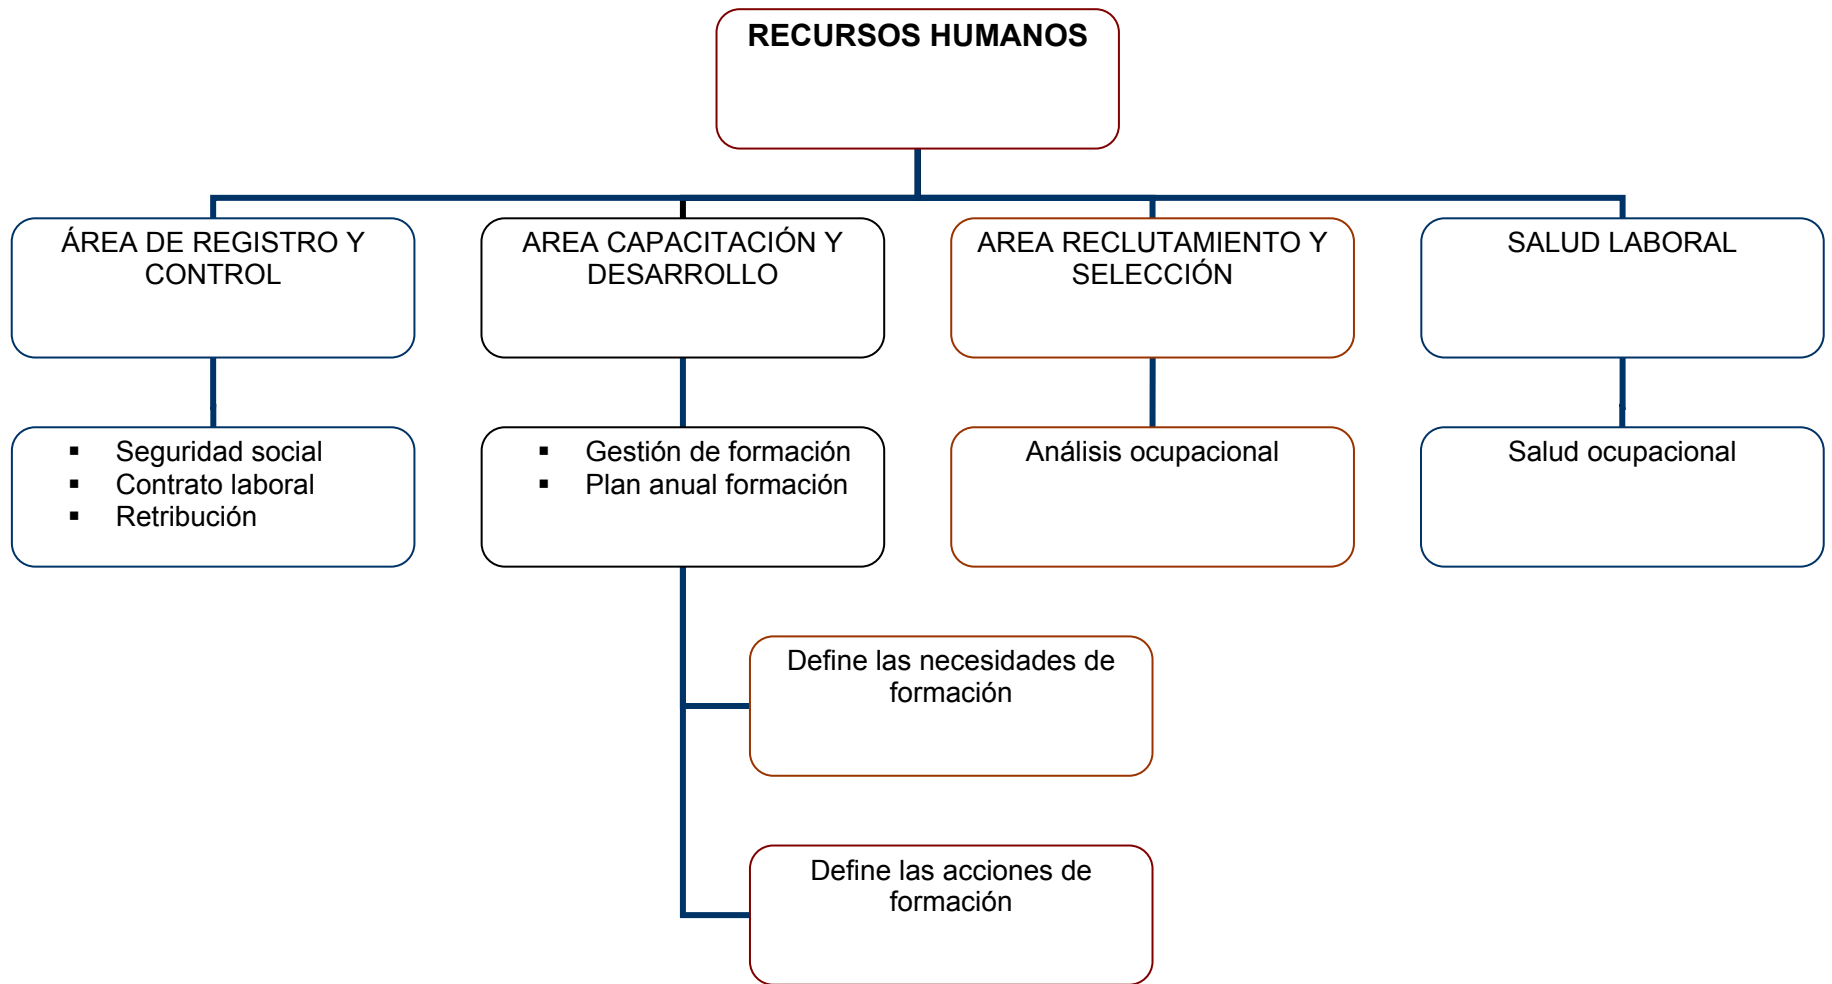 RECURSOS HUMANOS
ÁREA DE REGISTRO Y
CONTROL
AREA CAPACITACIÓN Y
DESARROLLO
AREA RECLUTAMIENTO Y
SELECCIÓN
SALUD LABORAL
▪ Seguridad social
▪ Contrato laboral
▪ Retribución
▪ Gestión de formación
▪ Plan anual formación
Análisis ocupacional
Salud ocupacional
Define las necesidades de
formación
Define las acciones de
formación